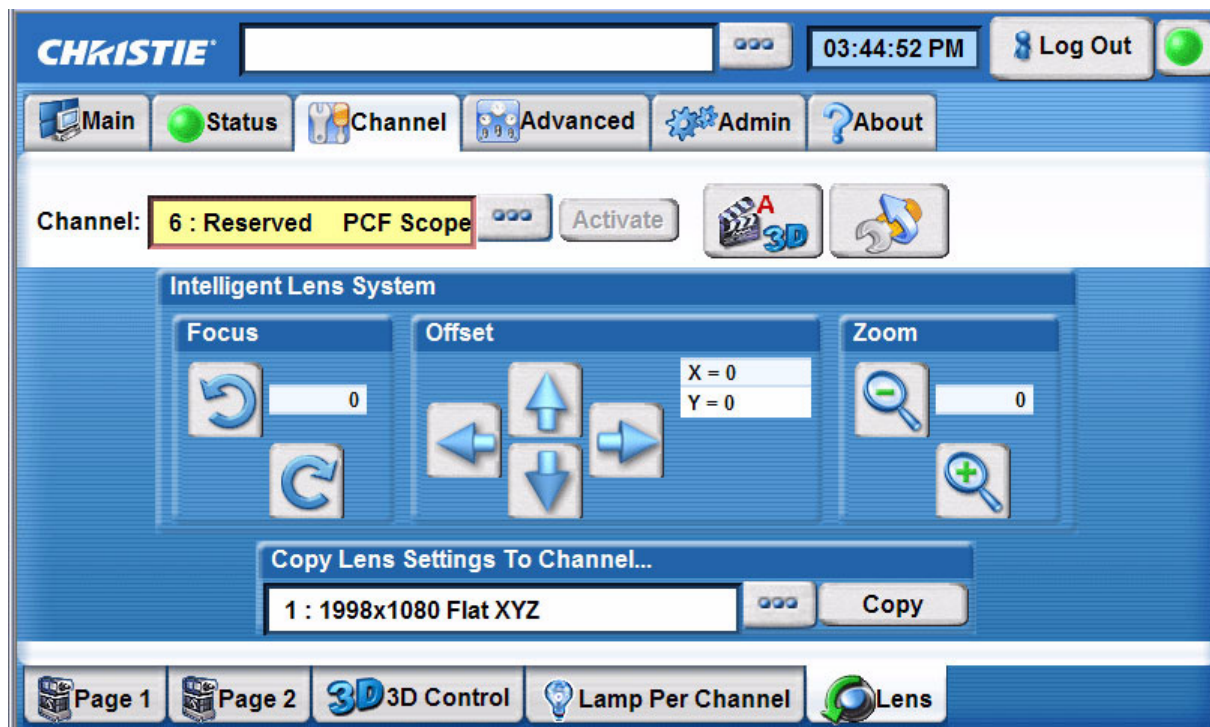 CHRISTIE
03:44:52 PM
Log Out
Main
Status
Channel
Advanced
Admin
About
Channel: 6 : Reserved PCF Scope
Activate
A
3D
Intelligent Lens System
Focus
Offset
Zoom
0
X = 0
Y = 0
0
Copy Lens Settings To Channel...
1 : 1998x1080 Flat XYZ
Copy
Page 1
Page 2
3D
3D Control
Lamp Per Channel
Lens